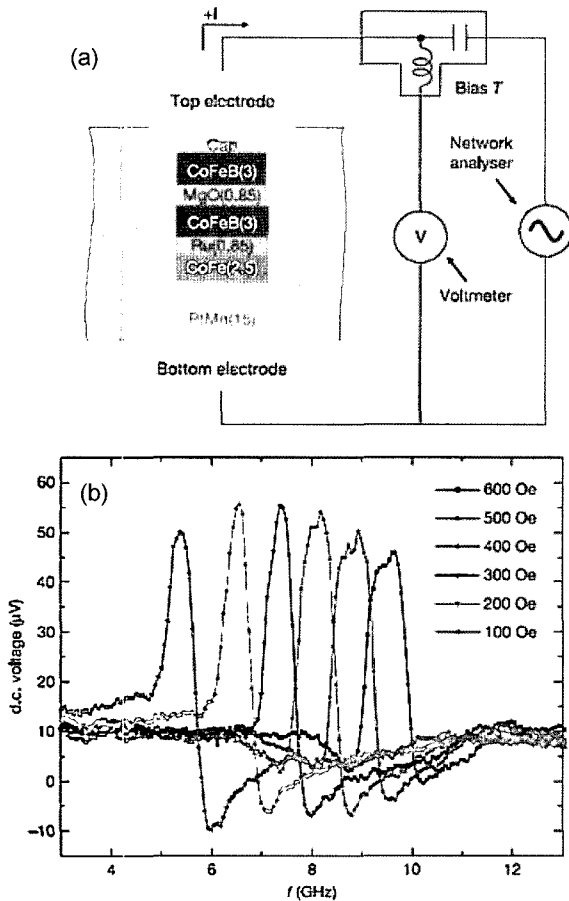 +I
(a)
Bias T
Top electrode
Network
analyser
Cap
CoFeB(3)
MgO(0.85)
CoFeB(3)
Ru(0.85)
CoFe(2.5)
PtMn(15)
V
Voltmeter
Bottom electrode
(b)
60
50
40
30
20
10
0
−10
d.c. voltage (μV)
600 Oe
500 Oe
400 Oe
300 Oe
200 Oe
100 Oe
4
6
8
10
12
f (GHz)